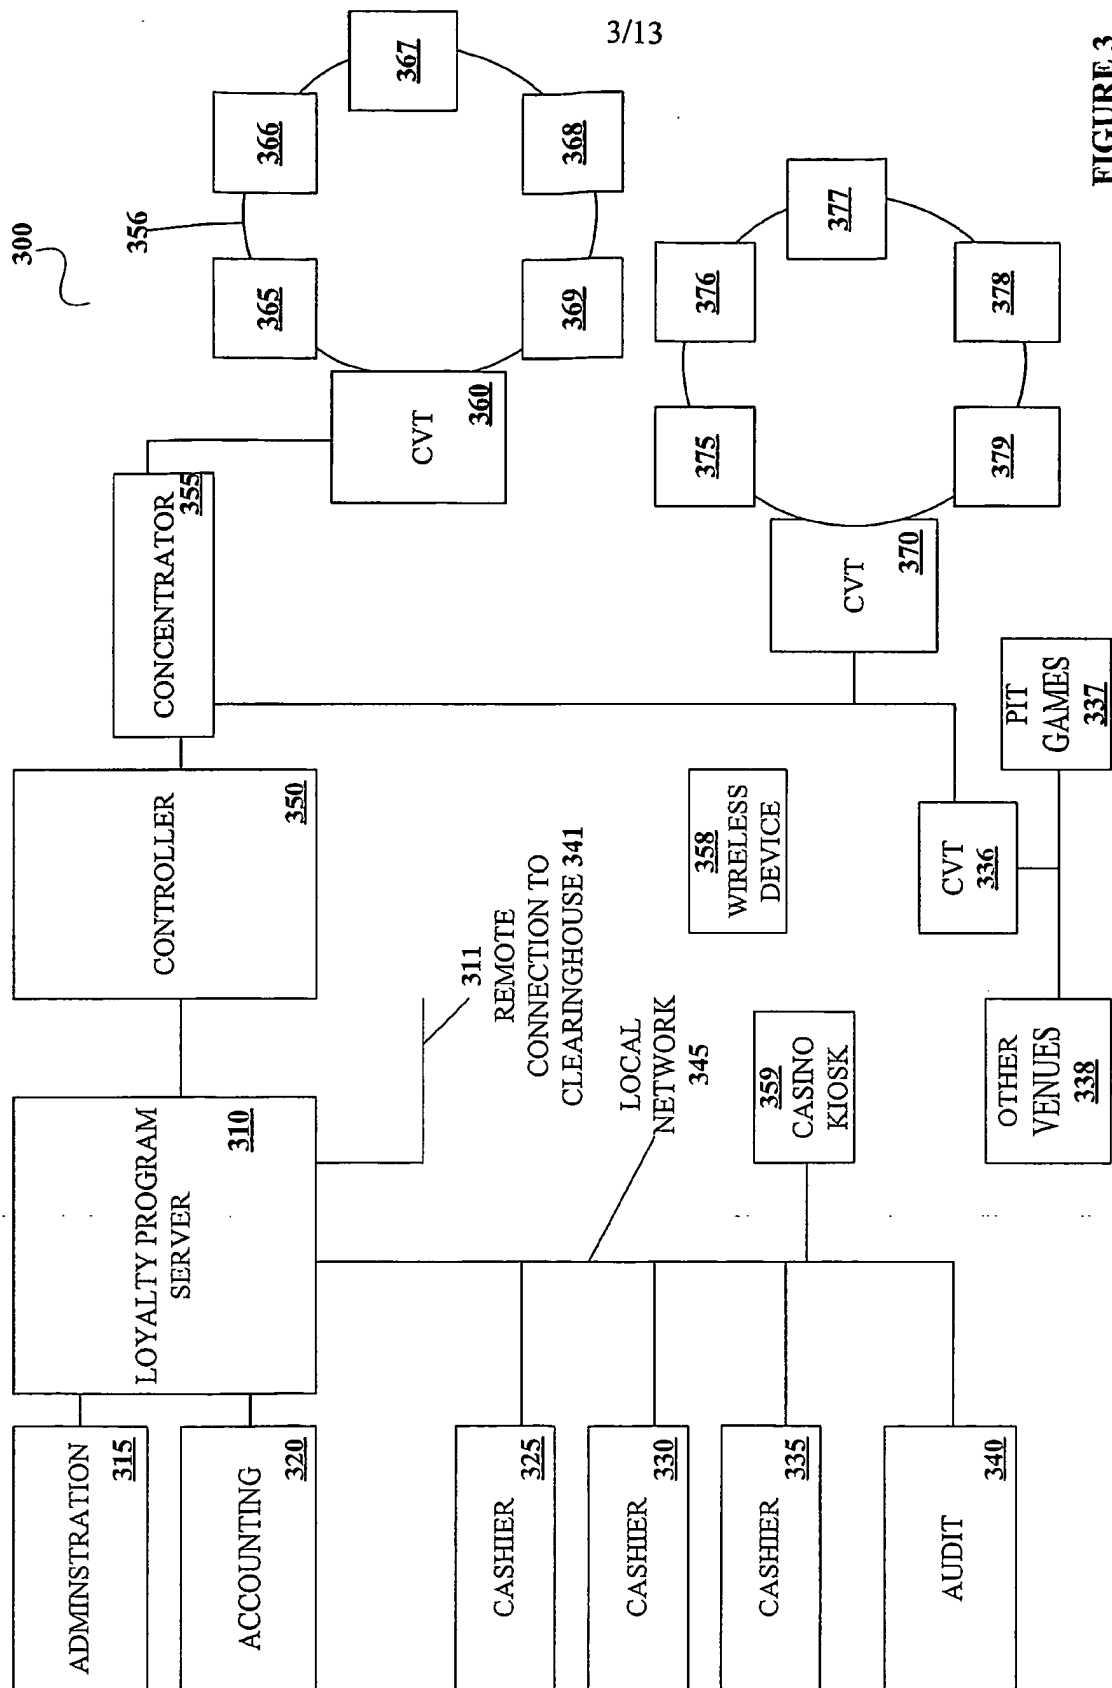 3/13
300
ADMINSTRATION
315
ACCOUNTING
320
LOYALTY PROGRAM
SERVER
310
CONTROLLER
350
CONCENTRATOR
355
356
365
366
367
368
369
CVT
360
311
REMOTE
CONNECTION TO
CLEARINGHOUSE 341
LOCAL
NETWORK
345
CASHIER
325
CASHIER
330
CASHIER
335
AUDIT
340
359
CASINO
KIOSK
358
WIRELESS
DEVICE
CVT
370
375
376
377
378
379
CVT
336
OTHER
VENUES
338
PIT
GAMES
337
FIGURE 3